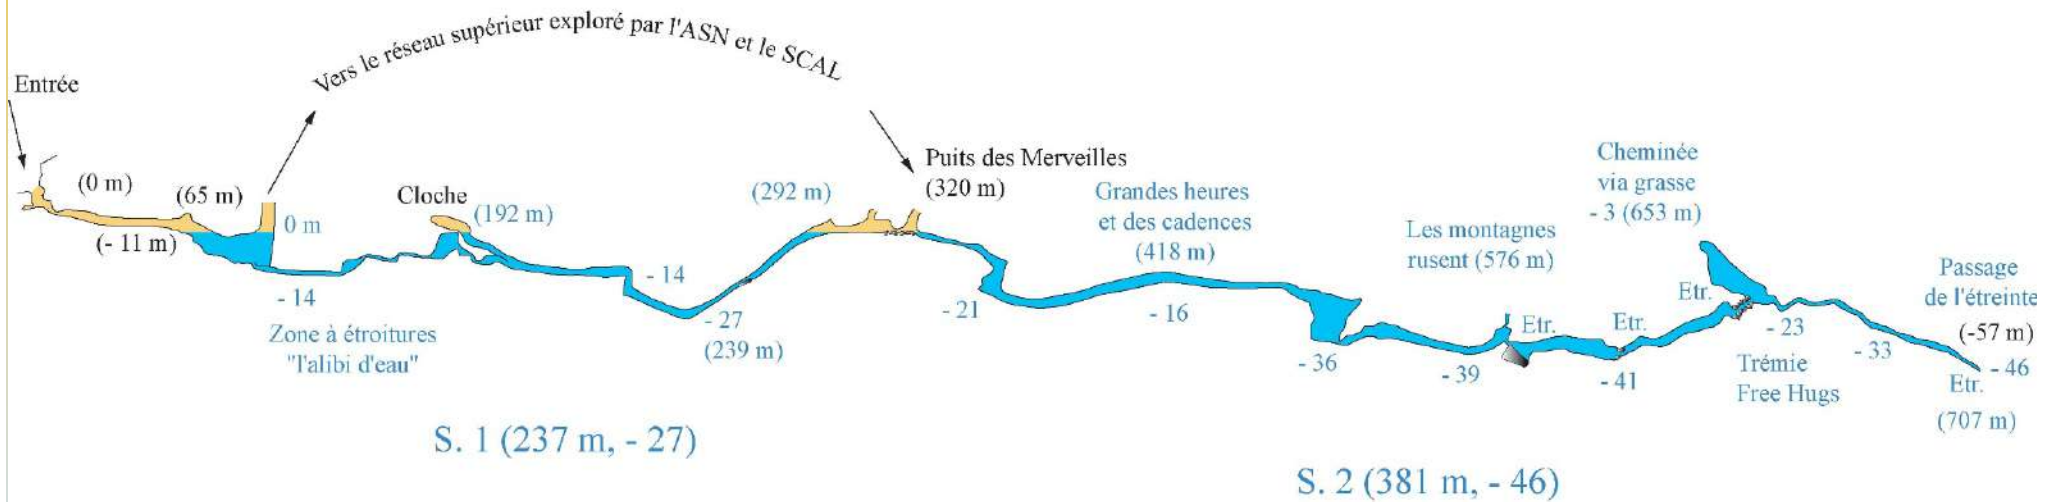 Vers le réseau supérieur exploré par l'ASN et le SCAL
Entrée
(0 m)
(65 m)
(- 11 m)
0 m
- 14
Zone à étroitures
"l'alibi d'eau"
Cloche
(192 m)
- 14
- 27
(239 m)
(292 m)
Puits des Merveilles
(320 m)
- 21
Grandes heures
et des cadences
(418 m)
- 16
- 36
Les montagnes
rusent (576 m)
- 39
Etr.
Etr.
- 41
Cheminée
via grasse
- 3 (653 m)
Etr.
- 23
Trémie
Free Hugs
- 33
Passage
de l'étreinte
(-57 m)
- 46
Etr.
(707 m)
S. 1 (237 m, - 27)
S. 2 (381 m, - 46)